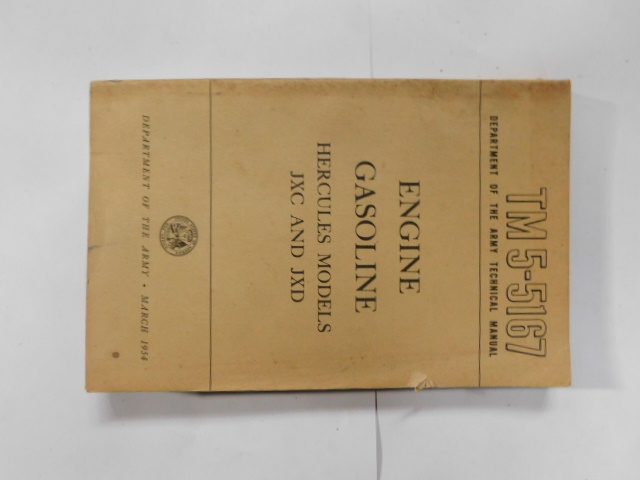 TM 5-5167
DEPARTMENT OF THE ARMY TECHNICAL MANUAL
ENGINE
GASOLINE
HERCULES MODELS
JXC AND JXD
DEPARTMENT OF THE ARMY • MARCH 1954